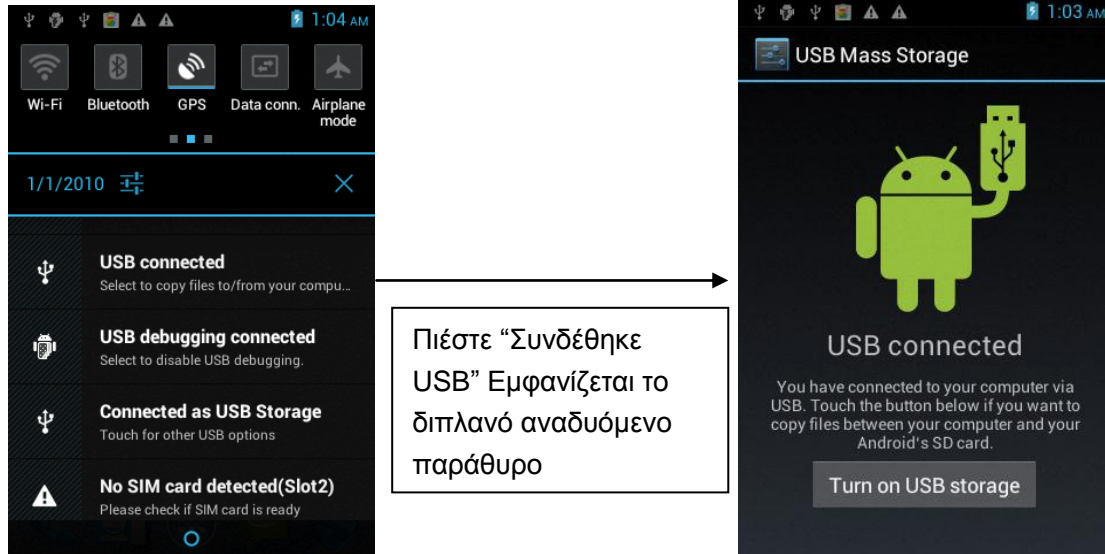 1:04 AM
Wi-Fi
Bluetooth
GPS
Data conn.
Airplane
mode
1/1/2010
USB connected
Select to copy files to/from your compu...
USB debugging connected
Select to disable USB debugging.
Connected as USB Storage
Touch for other USB options
No SIM card detected(Slot2)
Please check if SIM card is ready
Πιέστε “Συνδέθηκε
USB” Εμφανίζεται το
διπλανό αναδυόμενο
παράθυρο
1:03 AM
USB Mass Storage
USB connected
You have connected to your computer via
USB. Touch the button below if you want to
copy files between your computer and your
Android's SD card.
Turn on USB storage